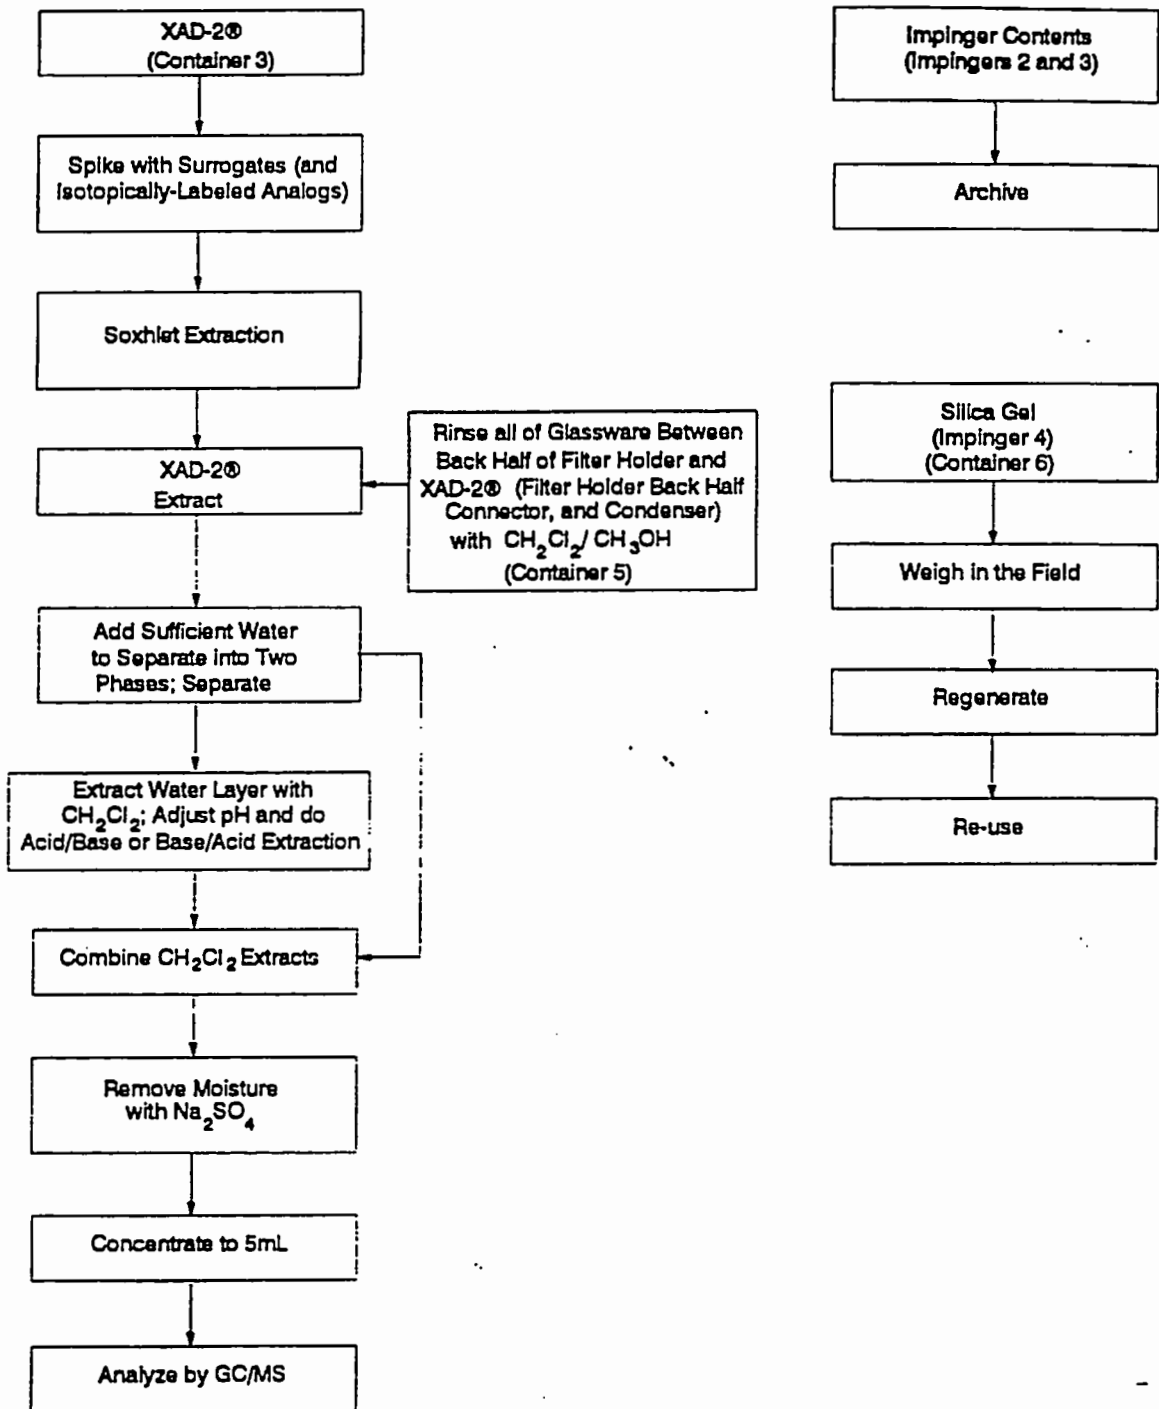 XAD-2®
(Container 3)
Spike with Surrogates (and
Isotopically-Labeled Analogs)
Soxhlet Extraction
XAD-2®
Extract
Rinse all of Glassware Between
Back Half of Filter Holder and
XAD-2® (Filter Holder Back Half
Connector, and Condenser)
with CH₂Cl₂/ CH₃OH
(Container 5)
Add Sufficient Water
to Separate into Two
Phases; Separate
Extract Water Layer with
CH₂Cl₂; Adjust pH and do
Acid/Base or Base/Acid Extraction
Combine CH₂Cl₂ Extracts
Remove Moisture
with Na₂SO₄
Concentrate to 5mL
Analyze by GC/MS
Impinger Contents
(Impingers 2 and 3)
Archive
Silica Gel
(Impinger 4)
(Container 6)
Weigh in the Field
Regenerate
Re-use